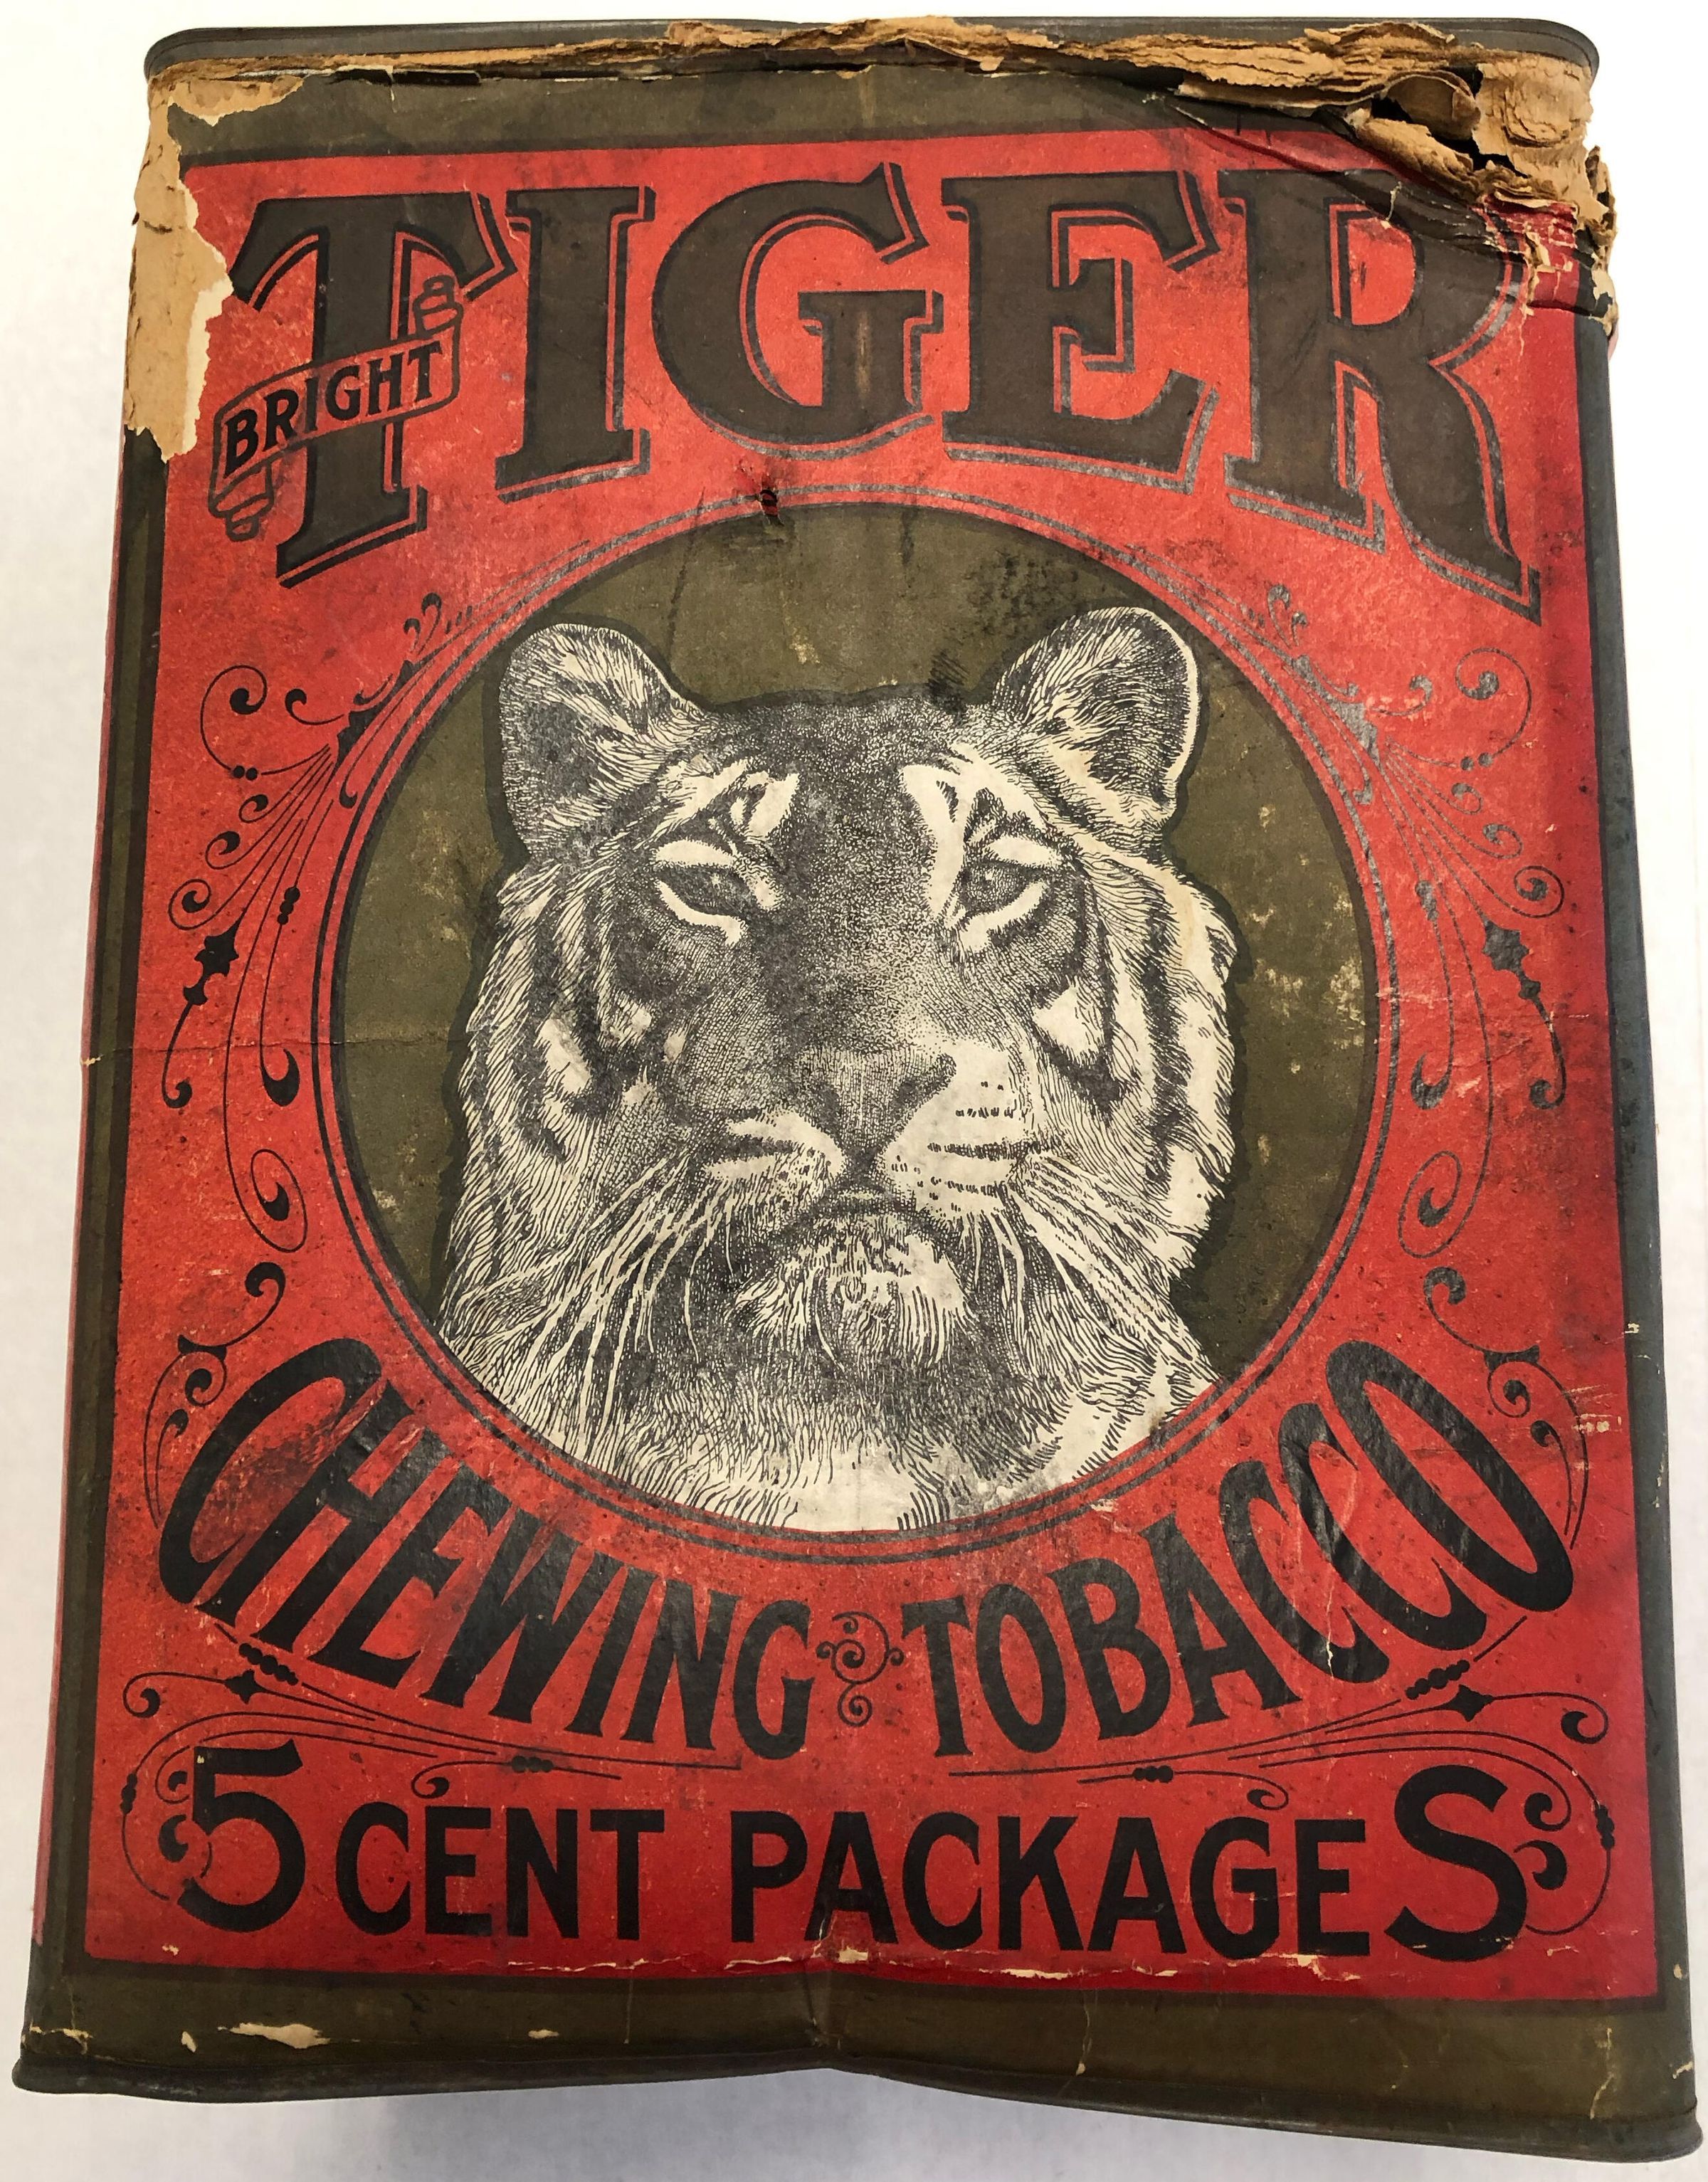 TIGER
BRIGHT
CHEWING TOBACCO
5 CENT PACKAGES